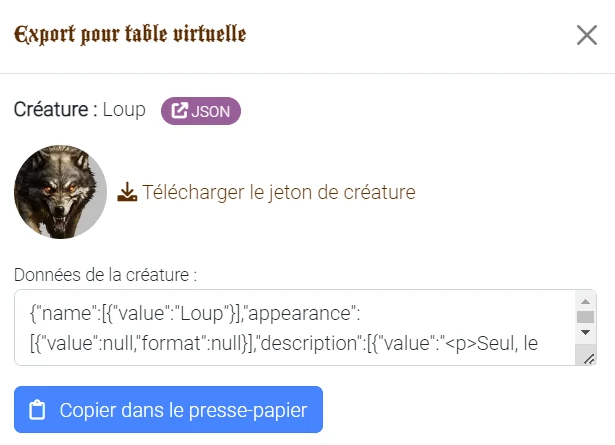 Export pour table virtuelle
Créature : Loup JSON
Télécharger le jeton de créature
Données de la créature :
{"name":[{"value":"Loup"}],"appearance":
[{"value":null,"format":null}],"description":[{"value":"<p>Seul, le
Copier dans le presse-papier